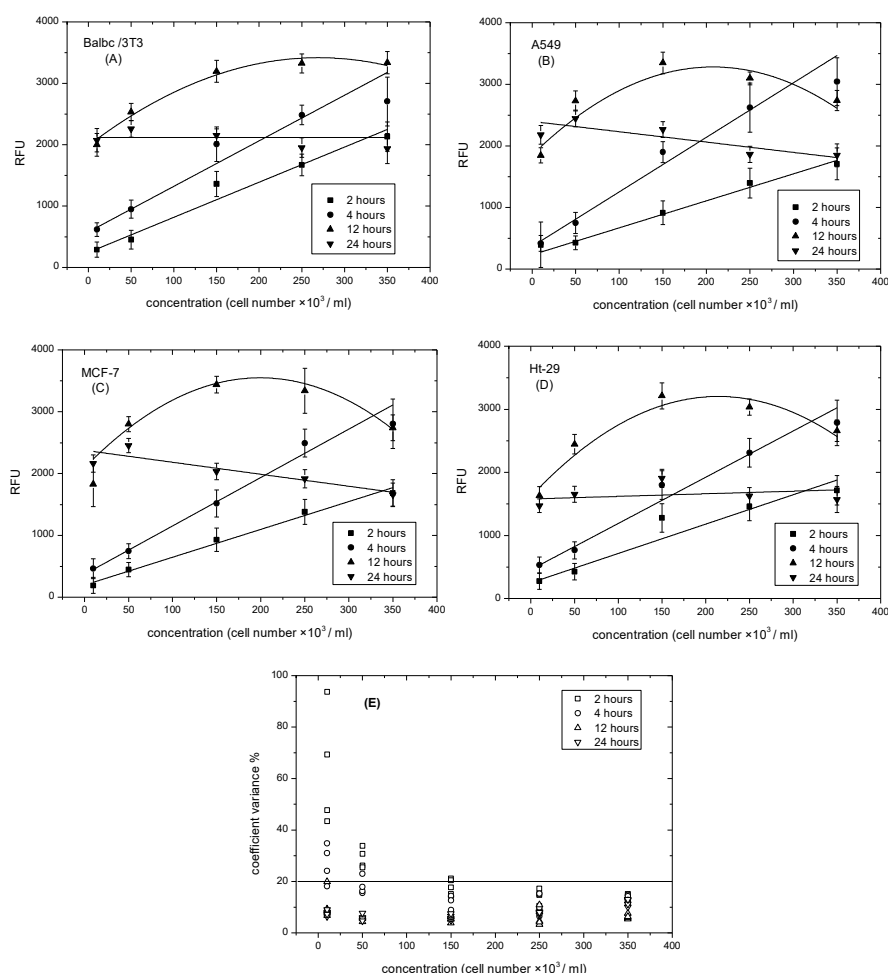 Balbc /3T3
(A)
4000
3000
2000
1000
0
RFU
2 hours
4 hours
12 hours
24 hours
0 50 100 150 200 250 300 350 400
concentration (cell number ×10³ / ml)
A549
(B)
4000
3000
2000
1000
0
RFU
2 hours
4 hours
12 hours
24 hours
0 50 100 150 200 250 300 350 400
concentration (cell number ×10³ / ml)
MCF-7
(C)
4000
3000
2000
1000
0
RFU
2 hours
4 hours
12 hours
24 hours
0 50 100 150 200 250 300 350 400
concentration (cell number ×10³ / ml)
Ht-29
(D)
4000
3000
2000
1000
0
RFU
2 hours
4 hours
12 hours
24 hours
0 50 100 150 200 250 300 350 400
concentration (cell number ×10³ / ml)
(E)
100
80
60
40
20
0
coefficient variance %
2 hours
4 hours
12 hours
24 hours
0 50 100 150 200 250 300 350 400
concentration (cell number ×10³ / ml)